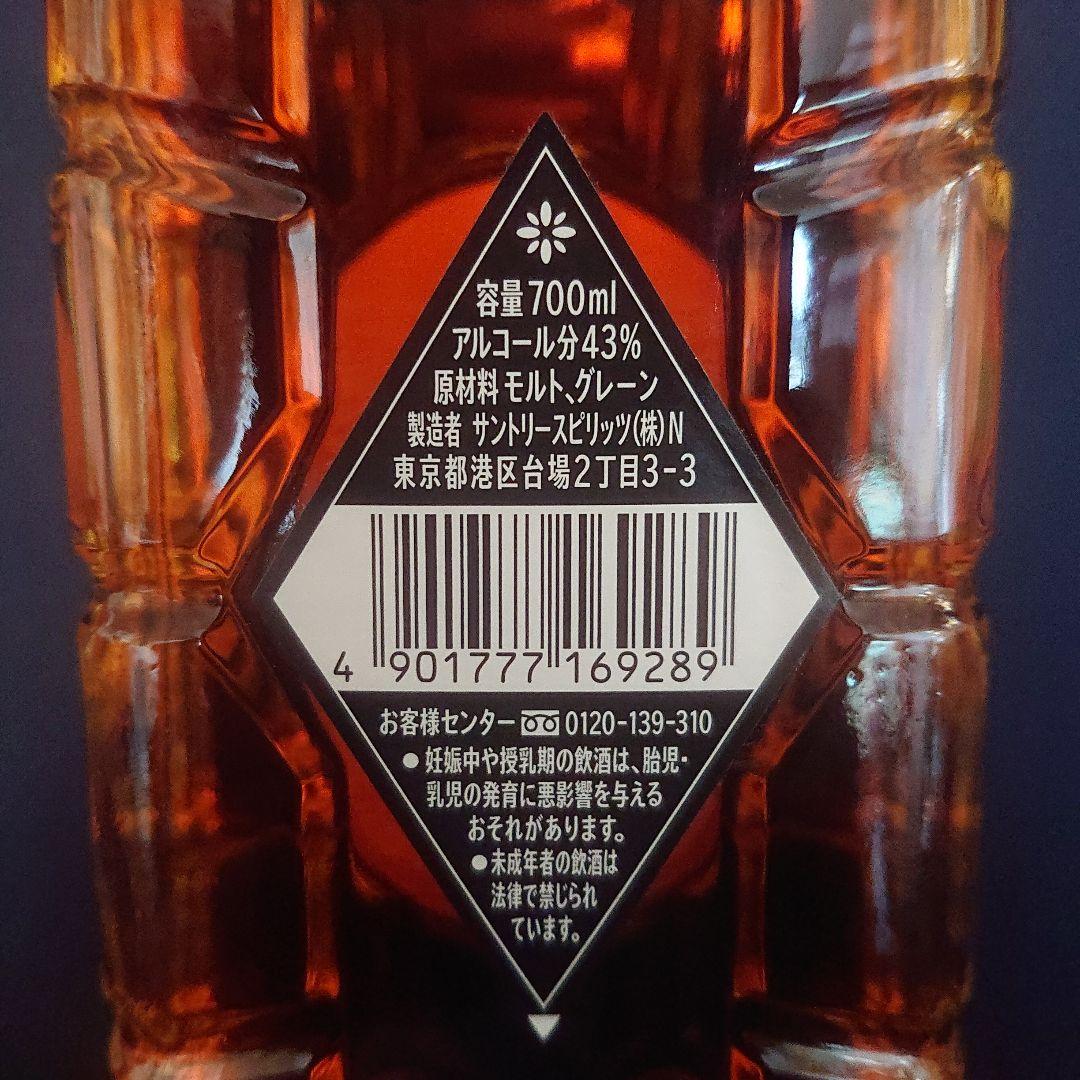 容量700ml
アルコール分43%
原材料 モルト、グレーン
製造者 サントリースピリッツ(株)N
東京都港区台場2丁目3-3
4 901777 169289
お客様センター 0120-139-310
● 妊娠中や授乳期の飲酒は、胎児・
乳児の発育に悪影響を与える
おそれがあります。
● 未成年者の飲酒は
法律で禁じられ
ています。